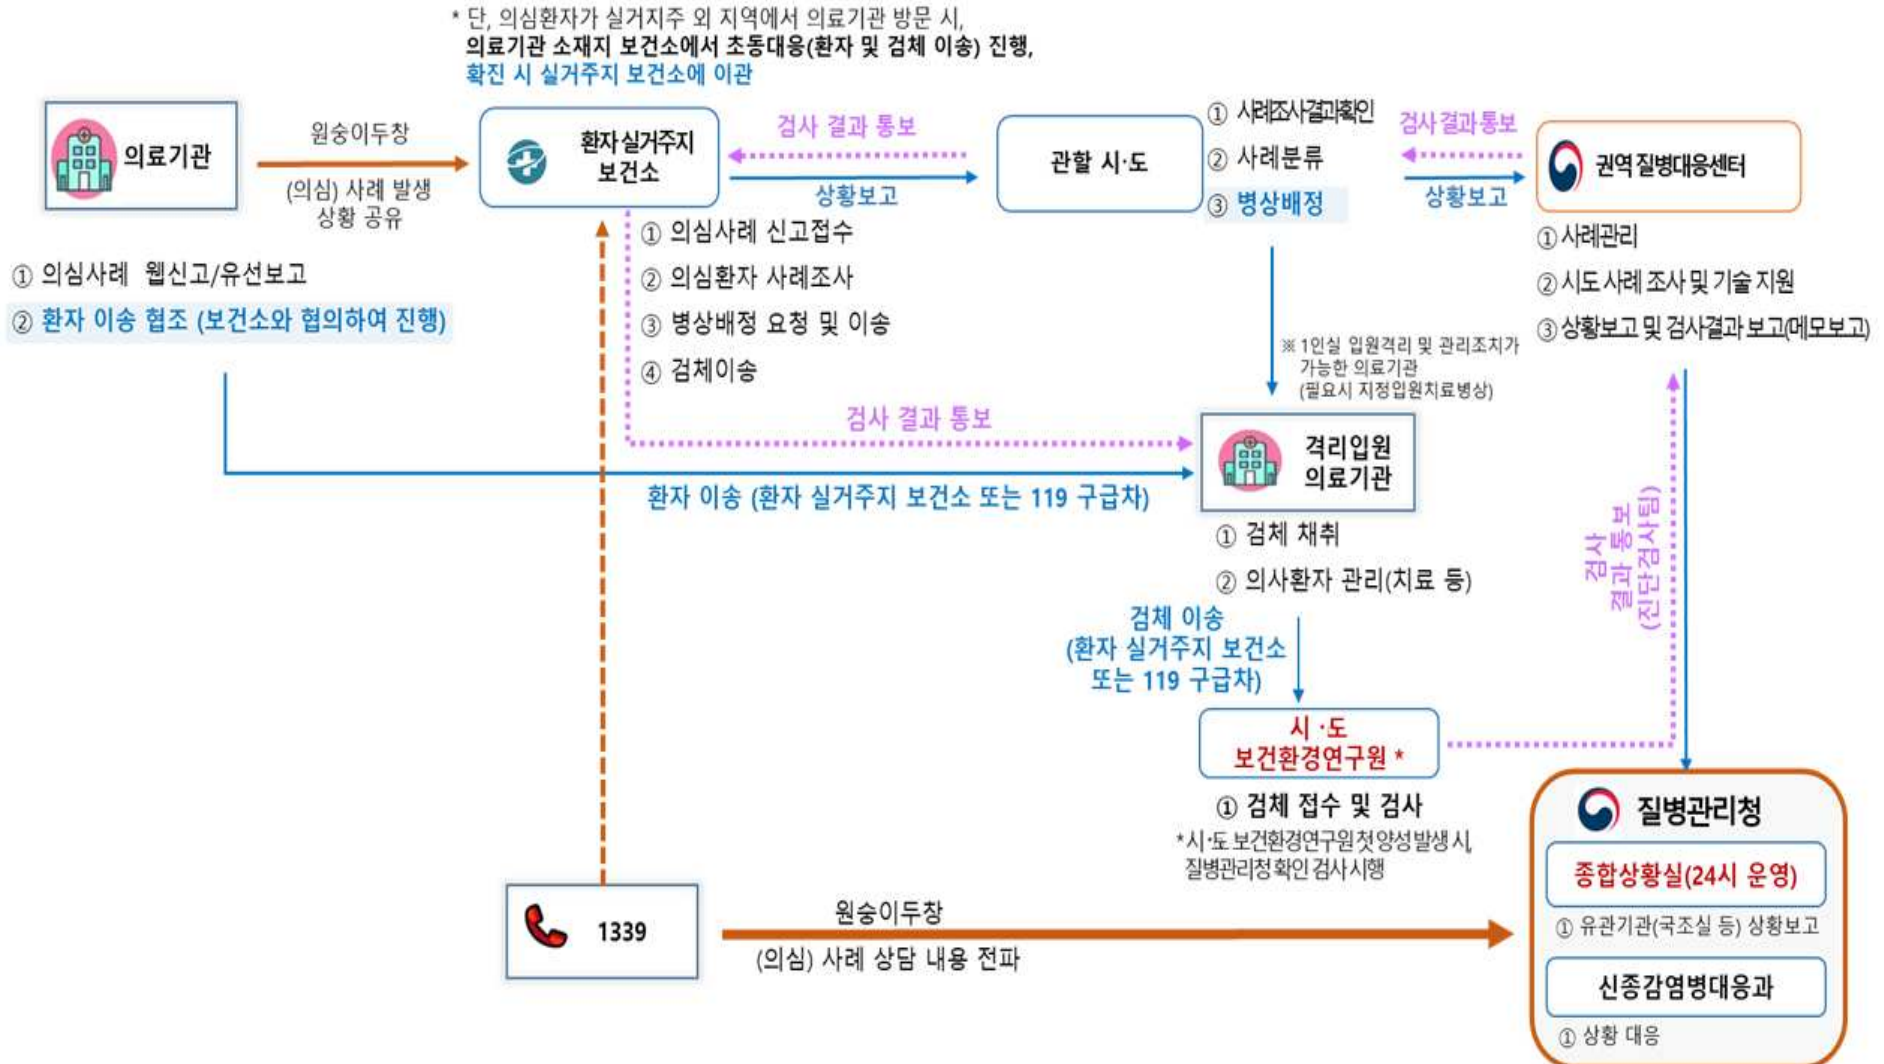 * 단, 의심환자가 실거지주 외 지역에서 의료기관 방문 시,
의료기관 소재지 보건소에서 초동대응(환자 및 검체 이송) 진행,
확진 시 실거주지 보건소에 이관
의료기관
원숭이두창
(의심) 사례 발생
상황 공유
① 의심사례 웹신고/유선보고
② 환자 이송 협조 (보건소와 협의하여 진행)
환자 실거주지
보건소
① 의심사례 신고접수
② 의심환자 사례조사
③ 병상배정 요청 및 이송
④ 검체이송
검사 결과 통보
상황보고
관할 시·도
① 사례조사결과확인
② 사례분류
③ 병상배정
검사 결과 통보
상황보고
권역 질병대응센터
① 사례관리
② 시도 사례 조사 및 기술 지원
③ 상황보고 및 검사결과 보고(메모보고)
※ 1인실 입원격리 및 관리조치가
가능한 의료기관
(필요시 지정입원치료병상)
검사 결과 통보
환자 이송 (환자 실거주지 보건소 또는 119 구급차)
격리입원
의료기관
① 검체 채취
② 의사환자 관리(치료 등)
검체 이송
(환자 실거주지 보건소
또는 119 구급차)
검사
결과 통보
(진단검사팀)
시 ·도
보건환경연구원 *
① 검체 접수 및 검사
*시·도 보건환경연구원 첫 양성 발생 시,
질병관리청 확인 검사 시행
1339
원숭이두창
(의심) 사례 상담 내용 전파
질병관리청
종합상황실(24시 운영)
① 유관기관(국조실 등) 상황보고
신종감염병대응과
① 상황 대응